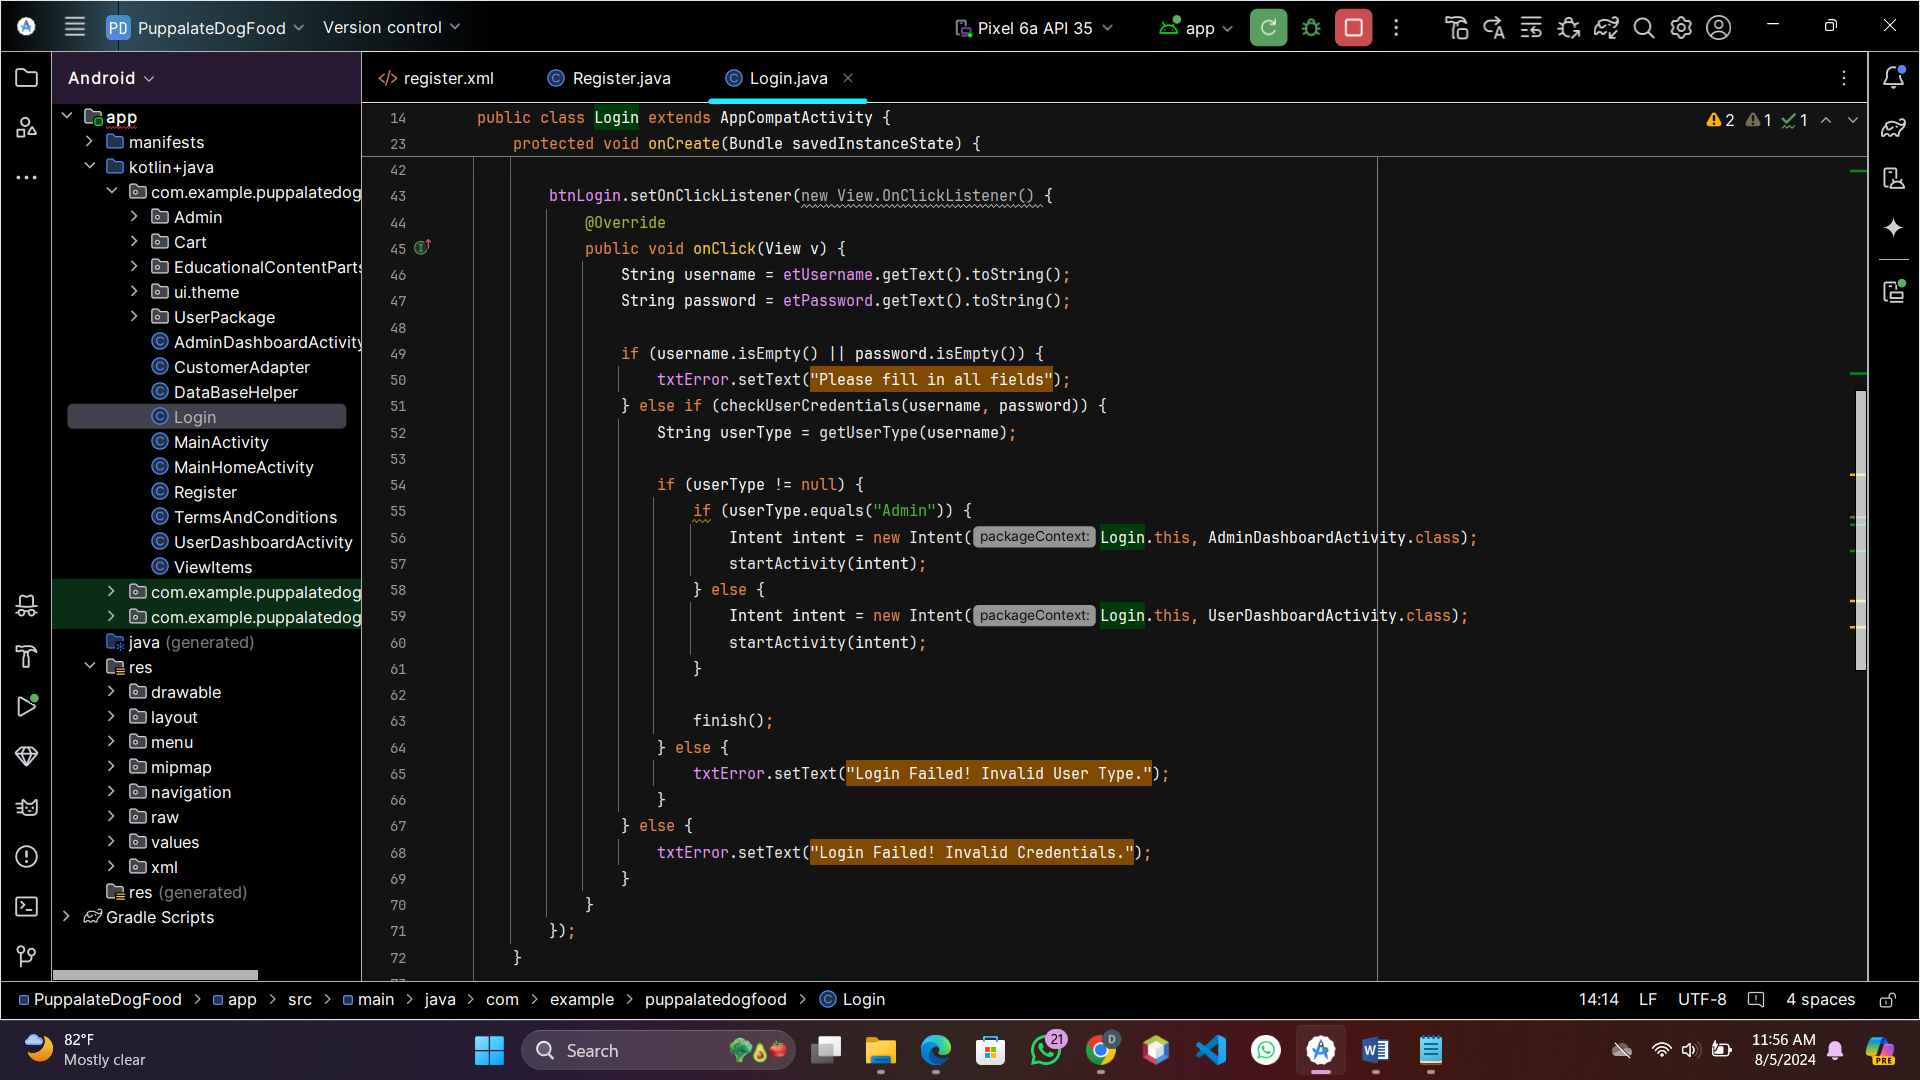 PD PuppalateDogFood Version control Pixel 6a API 35 app
Android
register.xml Register.java Login.java
app
manifests
kotlin+java
com.example.puppalatedog
Admin
Cart
EducationalContentParts
ui.theme
UserPackage
AdminDashboardActivity
CustomerAdapter
DataBaseHelper
Login
MainActivity
MainHomeActivity
Register
TermsAndConditions
UserDashboardActivity
ViewItems
com.example.puppalatedog
com.example.puppalatedog
java (generated)
res
drawable
layout
menu
mipmap
navigation
raw
values
xml
res (generated)
Gradle Scripts
2 1 1
14 public class Login extends AppCompatActivity {
23 protected void onCreate(Bundle savedInstanceState) {
42
43 btnLogin.setOnClickListener(new View.OnClickListener() {
44 @Override
45 public void onClick(View v) {
46 String username = etUsername.getText().toString();
47 String password = etPassword.getText().toString();
48
49 if (username.isEmpty() || password.isEmpty()) {
50 txtError.setText("Please fill in all fields");
51 } else if (checkUserCredentials(username, password)) {
52 String userType = getUserType(username);
53
54 if (userType != null) {
55 if (userType.equals("Admin")) {
56 Intent intent = new Intent( packageContext: Login.this, AdminDashboardActivity.class);
57 startActivity(intent);
58 } else {
59 Intent intent = new Intent( packageContext: Login.this, UserDashboardActivity.class);
60 startActivity(intent);
61 }
62
63 finish();
64 } else {
65 txtError.setText("Login Failed! Invalid User Type.");
66 }
67 } else {
68 txtError.setText("Login Failed! Invalid Credentials.");
69 }
70 }
71 });
72 }
PuppalateDogFood > app > src > main > java > com > example > puppalatedogfood > Login
14:14 LF UTF-8 4 spaces
82°F
Mostly clear
Search
21
D
PRE
11:56 AM
8/5/2024